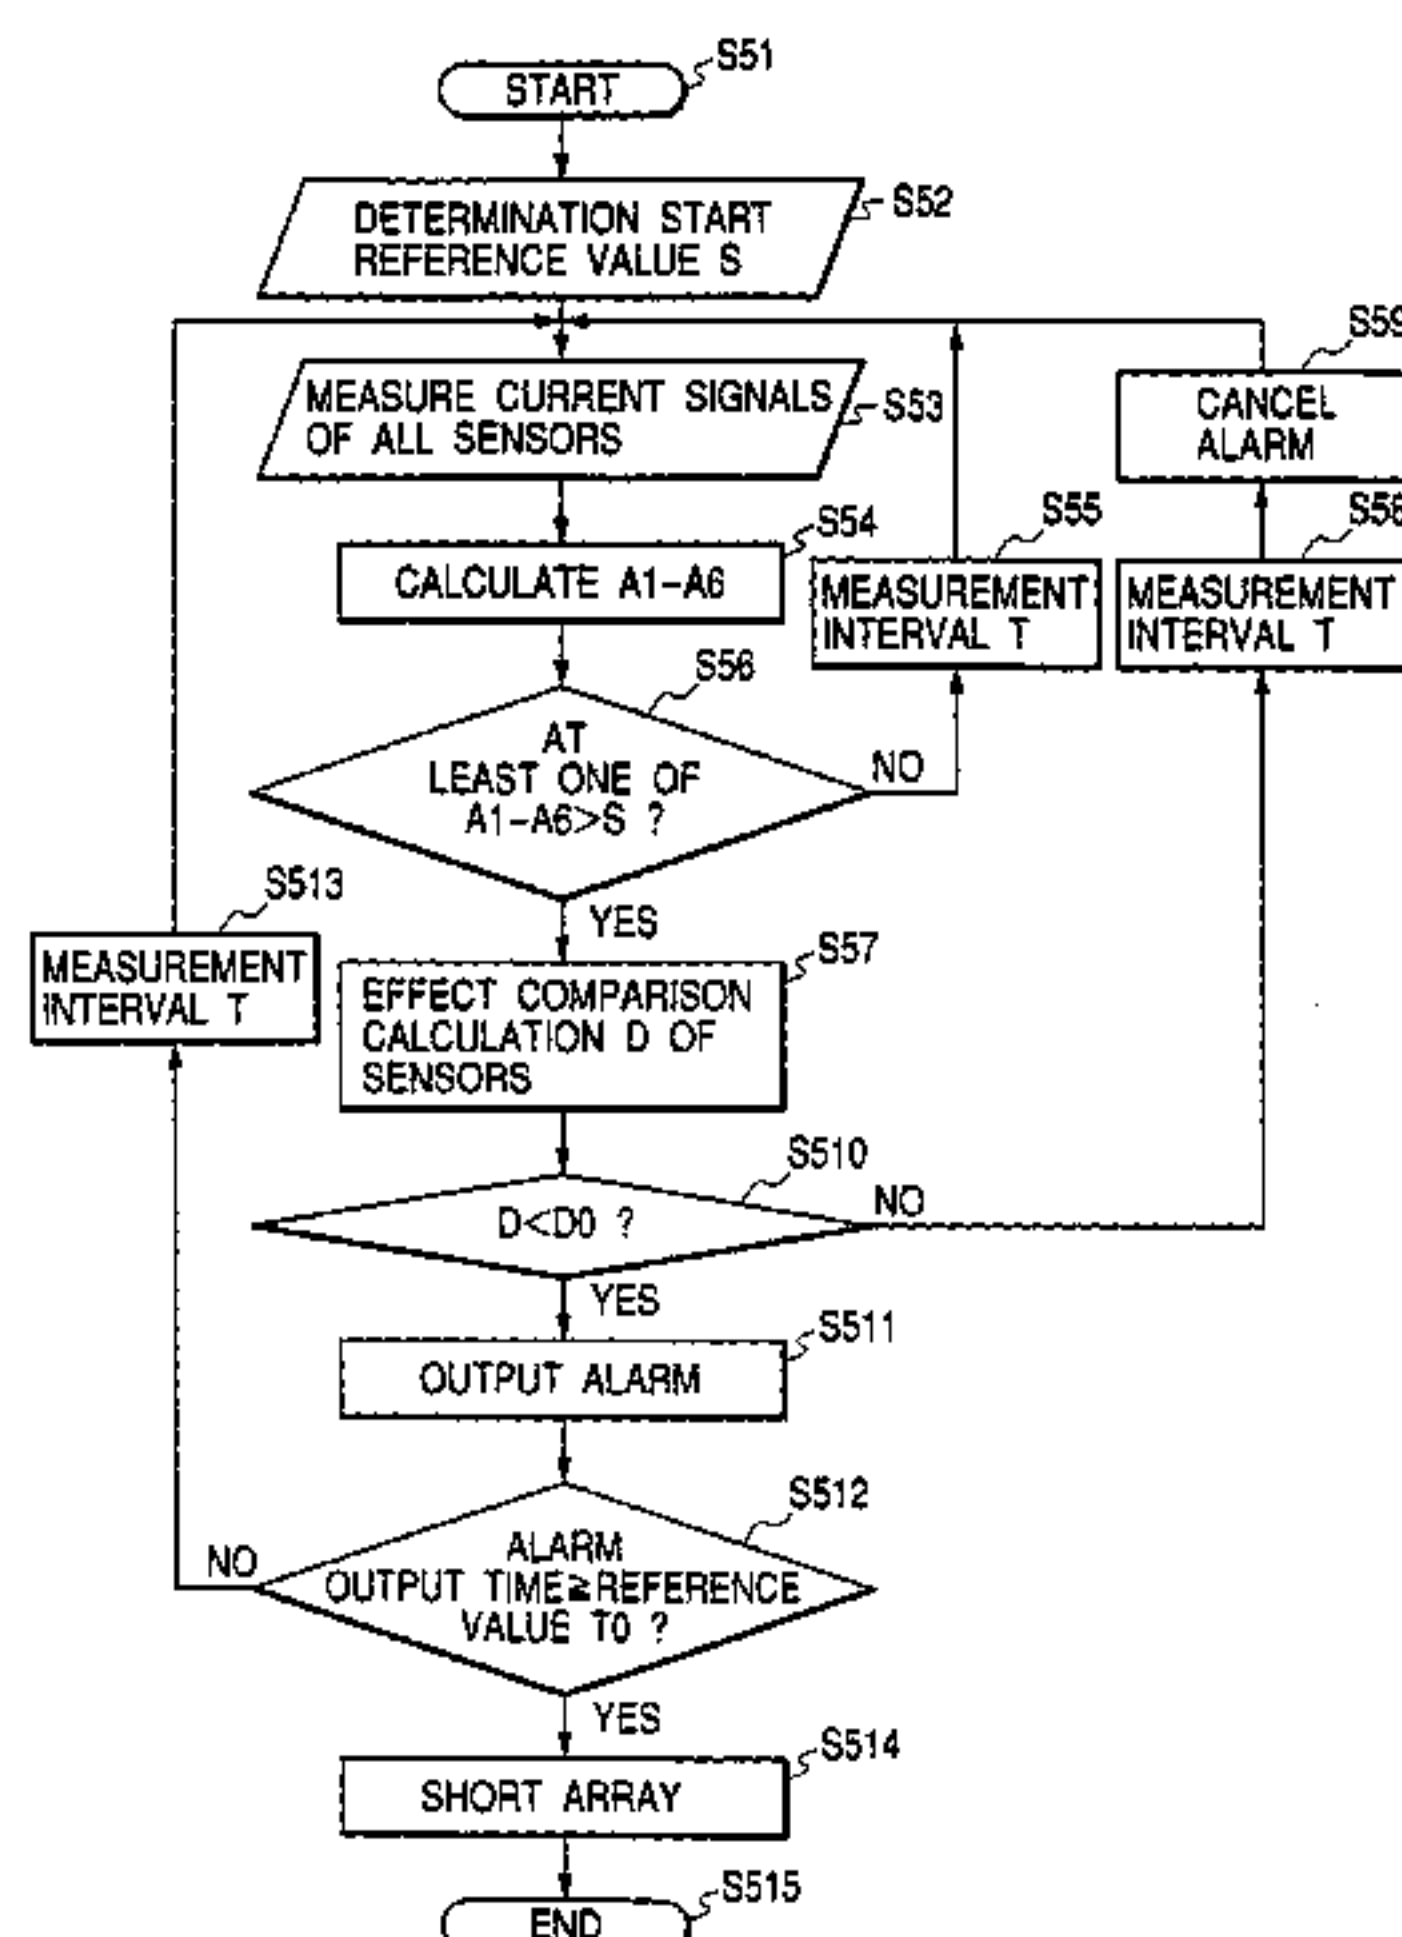 START
S51
DETERMINATION START
REFERENCE VALUE S
S52
MEASURE CURRENT SIGNALS
OF ALL SENSORS
S53
S59
CANCEL
ALARM
CALCULATE A1-A6
S54
S55
MEASUREMENT
INTERVAL T
MEASUREMENT
INTERVAL T
S56
AT
LEAST ONE OF
A1-A6>S ?
NO
YES
S513
MEASUREMENT
INTERVAL T
S57
EFFECT COMPARISON
CALCULATION D OF
SENSORS
S510
D<D0 ?
NO
YES
S511
OUTPUT ALARM
S512
ALARM
OUTPUT TIME≧REFERENCE
VALUE T0 ?
NO
YES
S514
SHORT ARRAY
S515
END